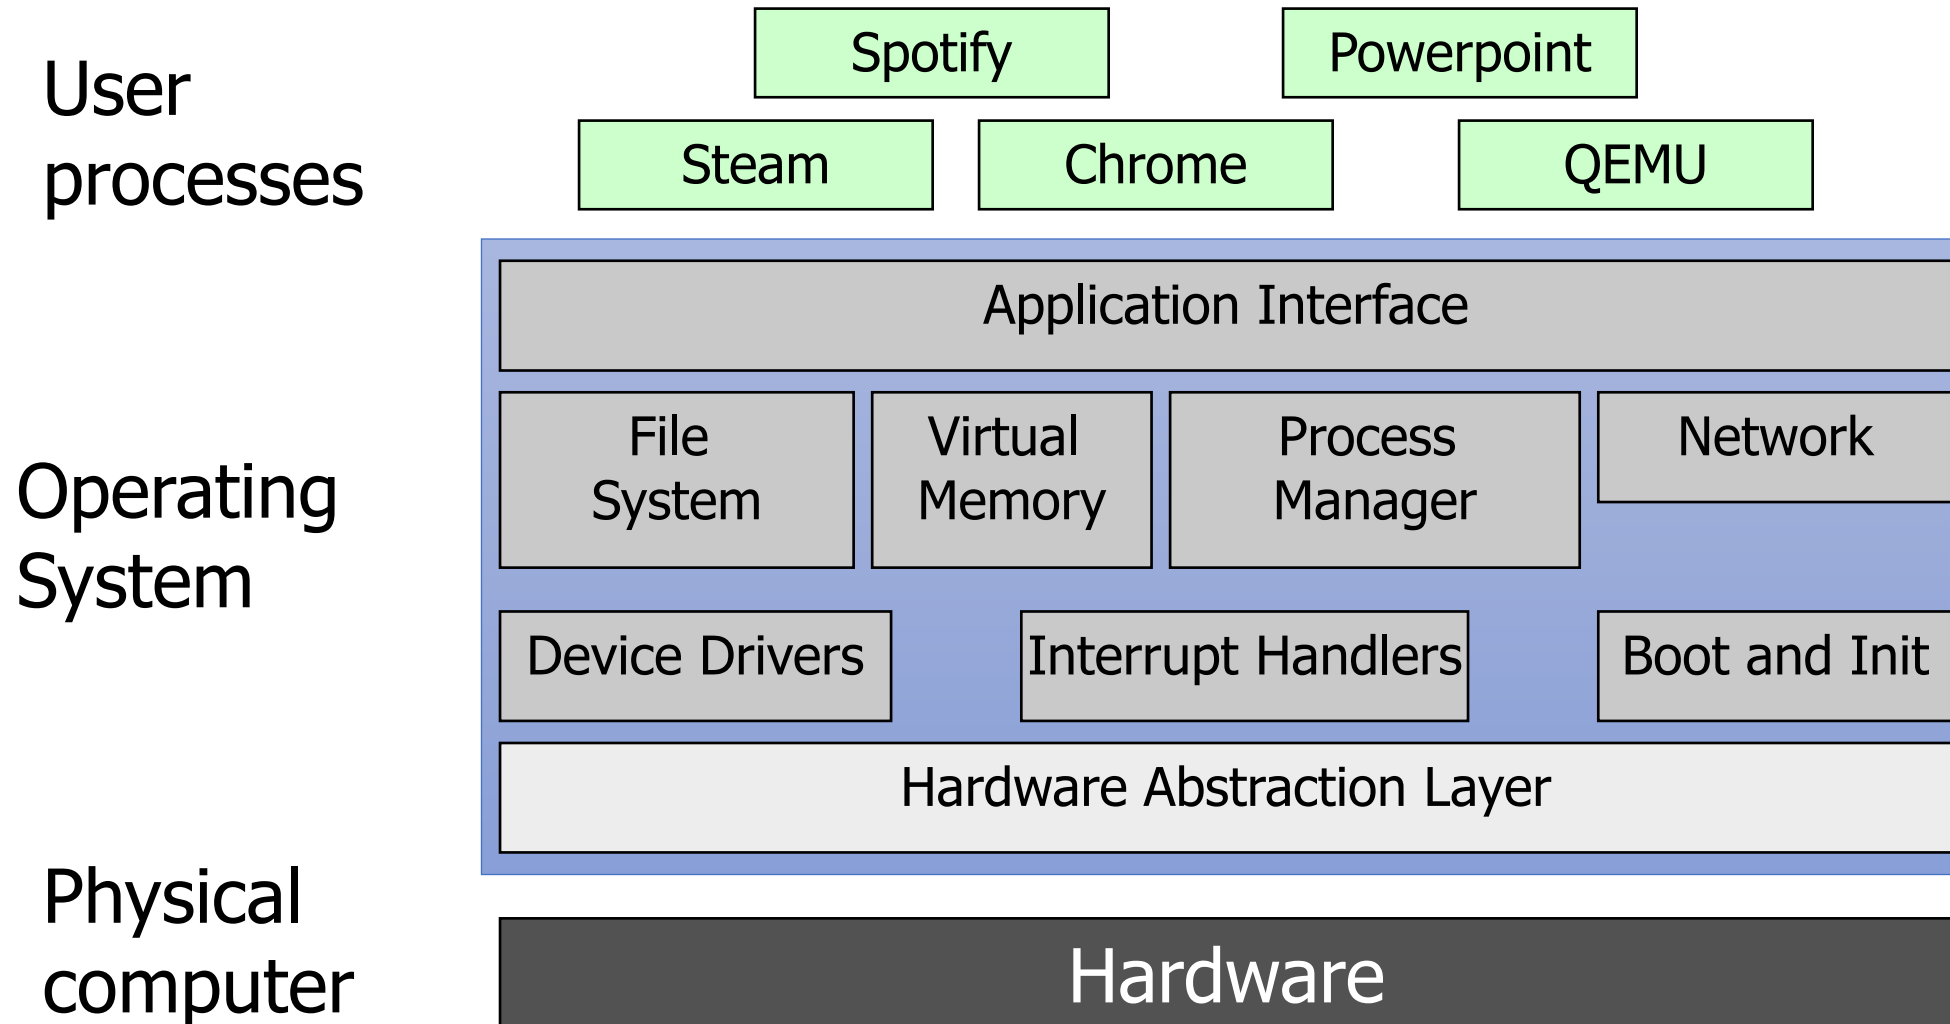 User
processes
Spotify
Powerpoint
Steam
Chrome
QEMU
Operating
System
Application Interface
File
System
Virtual
Memory
Process
Manager
Network
Device Drivers
Interrupt Handlers
Boot and Init
Hardware Abstraction Layer
Physical
computer
Hardware